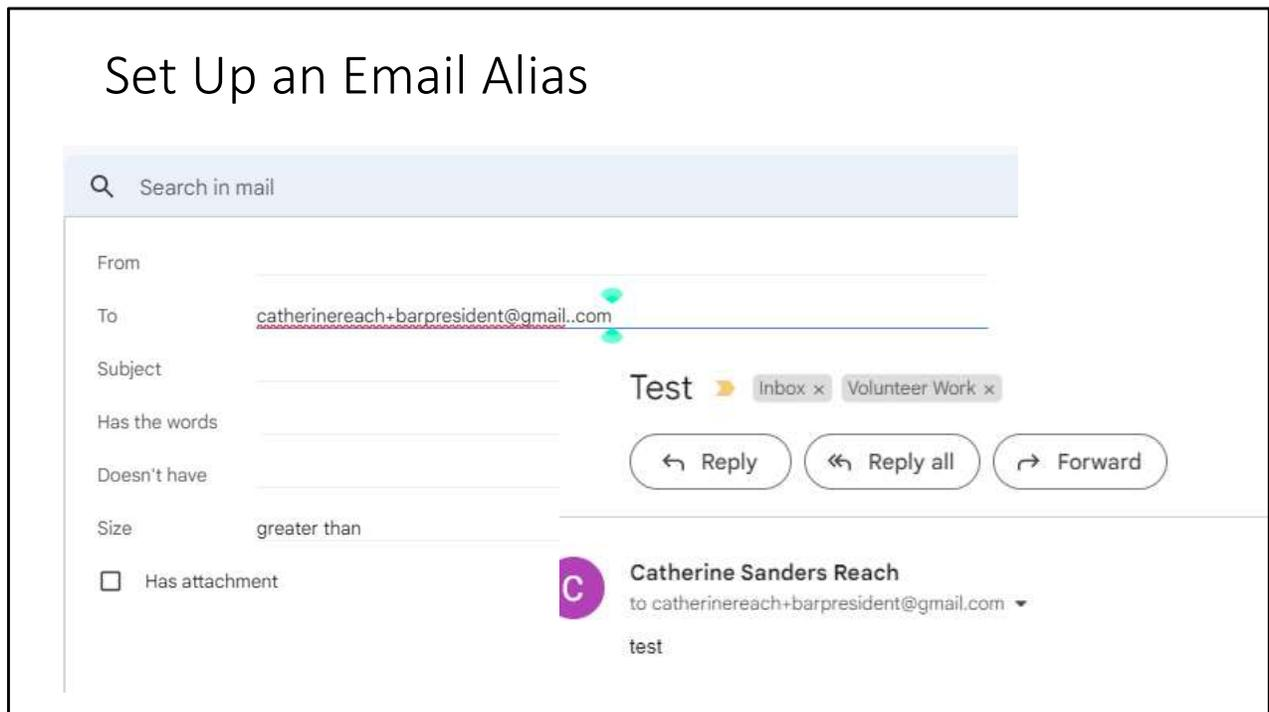 Set Up an Email Alias
Search in mail
From
To catherinereach+barpresident@gmail..com
Subject
Has the words
Doesn't have
Size greater than
Has attachment
Test Inbox × Volunteer Work ×
Reply Reply all Forward
C
Catherine Sanders Reach
to catherinereach+barpresident@gmail.com
test